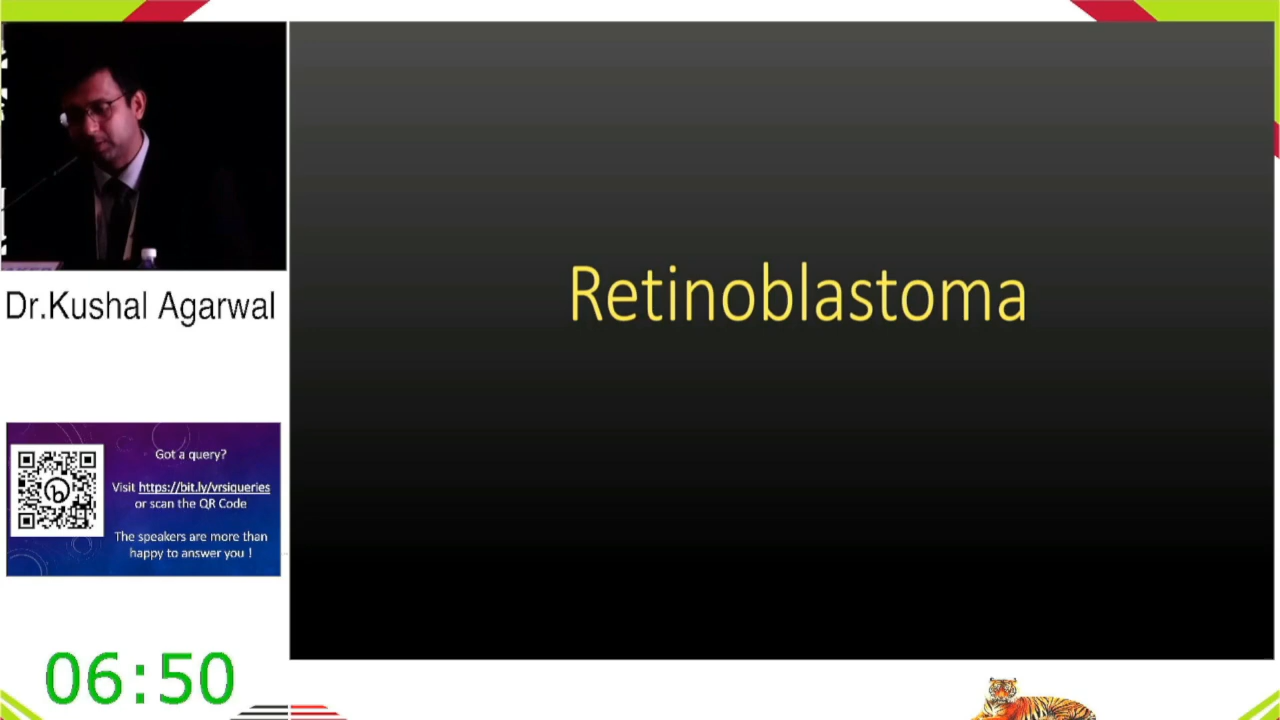 Retinoblastoma
Dr.Kushal Agarwal
Got a query?
Visit https://bit.ly/vrsiqueries
or scan the QR Code
The speakers are more than
happy to answer you !
06:50